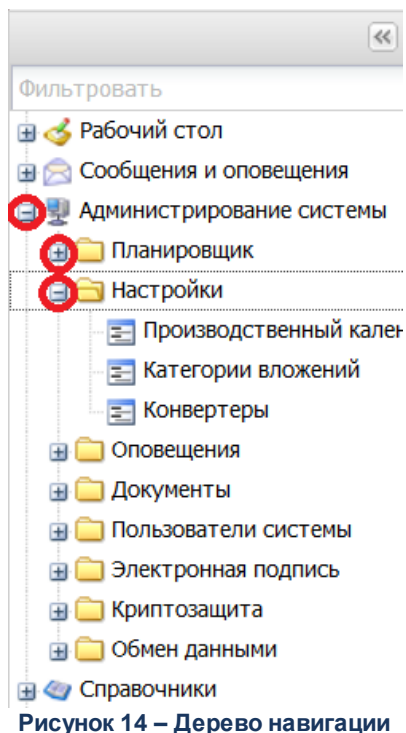 Фильтровать
Рабочий стол
Сообщения и оповещения
Администрирование системы
Планировщик
Настройки
Производственный кален
Категории вложений
Конвертеры
Оповещения
Документы
Пользователи системы
Электронная подпись
Криптозащита
Обмен данными
Справочники
Рисунок 14 – Дерево навигации